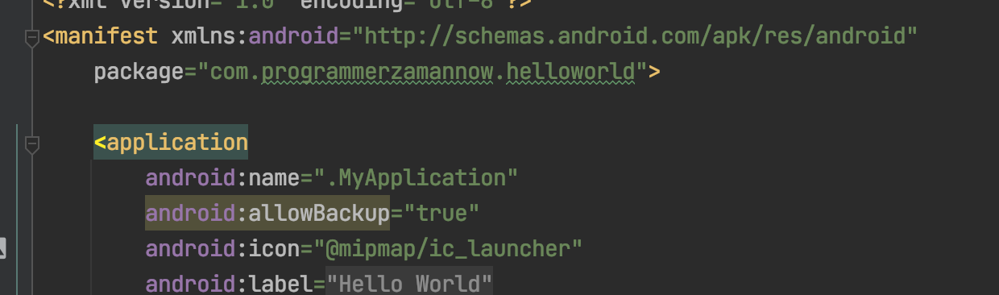 <?xml version="1.0" encoding="utf-8"?>
<manifest xmlns:android="http://schemas.android.com/apk/res/android"
package="com.programmerzamannow.helloworld">
<application
android:name=".MyApplication"
android:allowBackup="true"
android:icon="@mipmap/ic_launcher"
android:label="Hello World"